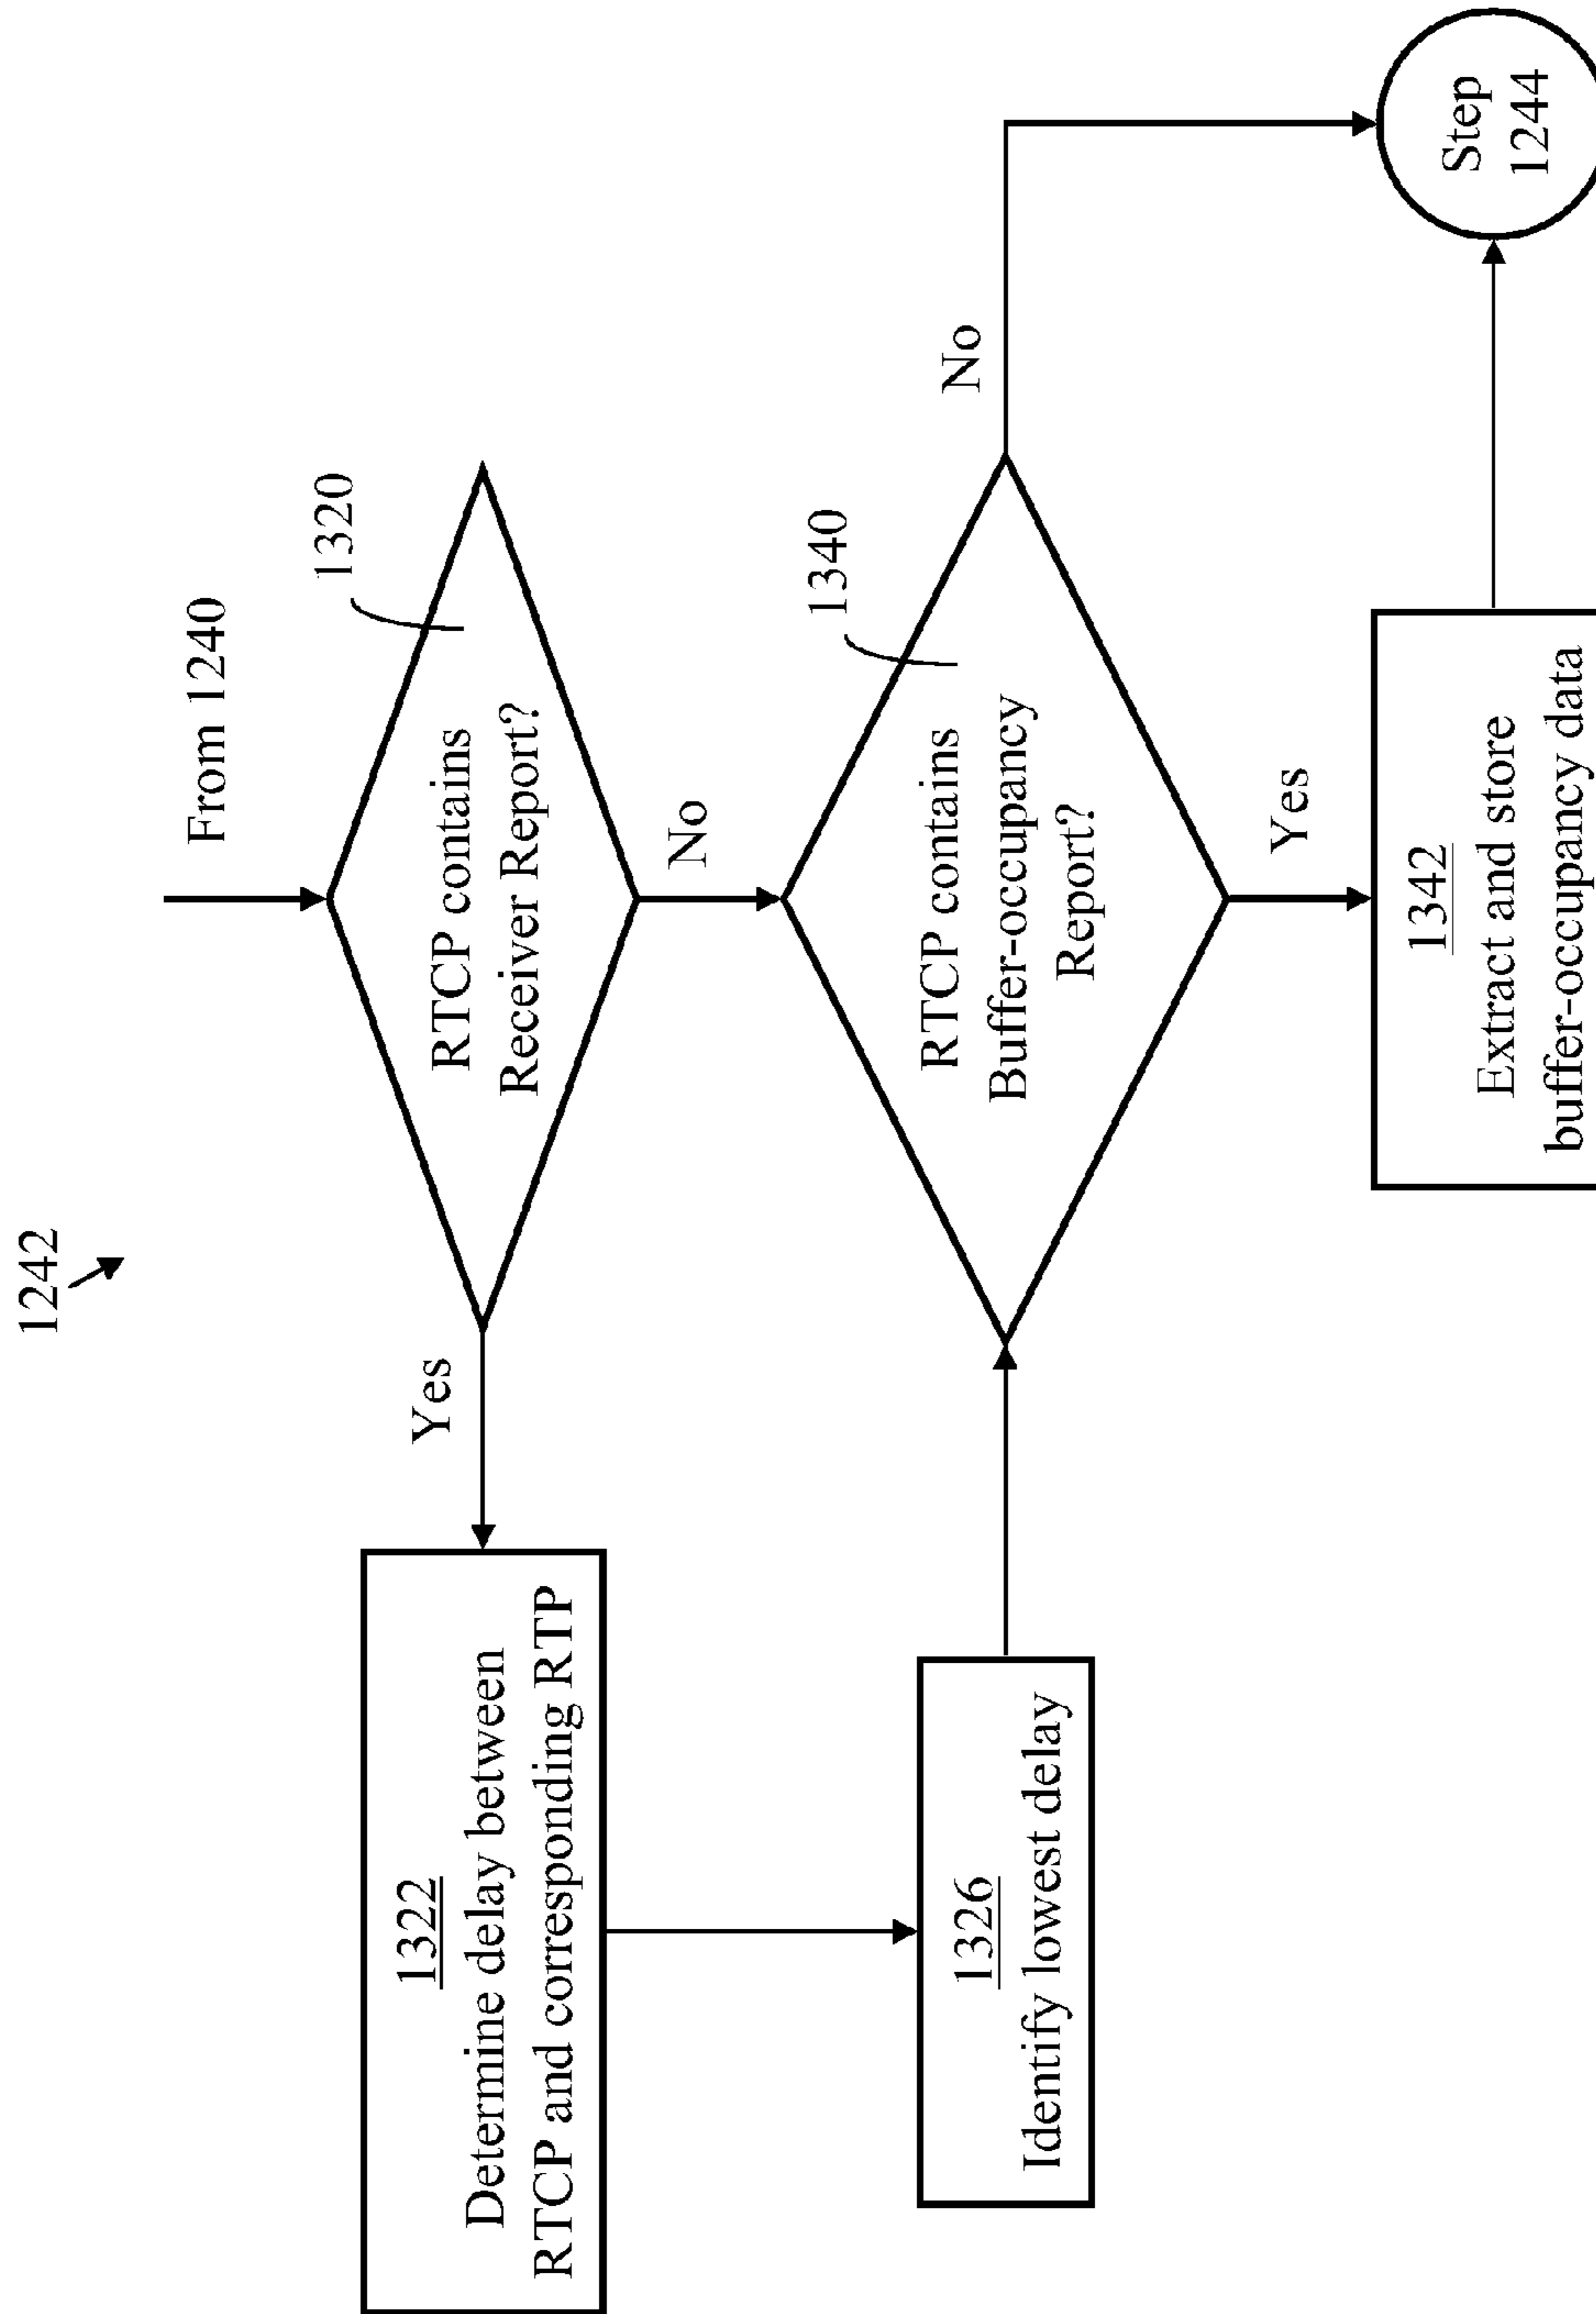 1242
From 1240
1320
RTCP contains
Receiver Report?
Yes
No
1322
Determine delay between
RTCP and corresponding RTP
1340
RTCP contains
Buffer-occupancy
Report?
No
Yes
1326
Identify lowest delay
1342
Extract and store
buffer-occupancy data
Step
1244